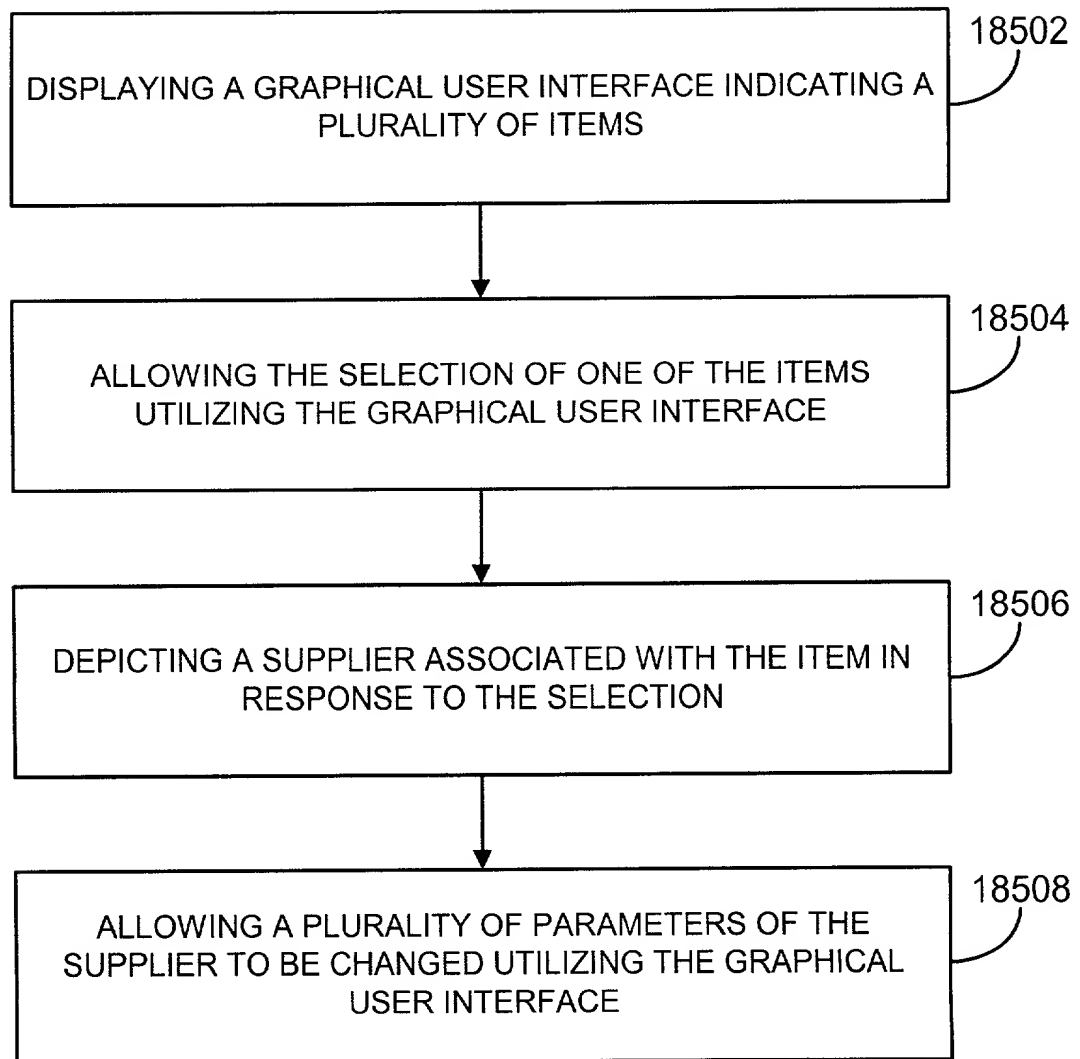 18502
DISPLAYING A GRAPHICAL USER INTERFACE INDICATING A
PLURALITY OF ITEMS
18504
ALLOWING THE SELECTION OF ONE OF THE ITEMS
UTILIZING THE GRAPHICAL USER INTERFACE
18506
DEPICTING A SUPPLIER ASSOCIATED WITH THE ITEM IN
RESPONSE TO THE SELECTION
18508
ALLOWING A PLURALITY OF PARAMETERS OF THE
SUPPLIER TO BE CHANGED UTILIZING THE GRAPHICAL
USER INTERFACE